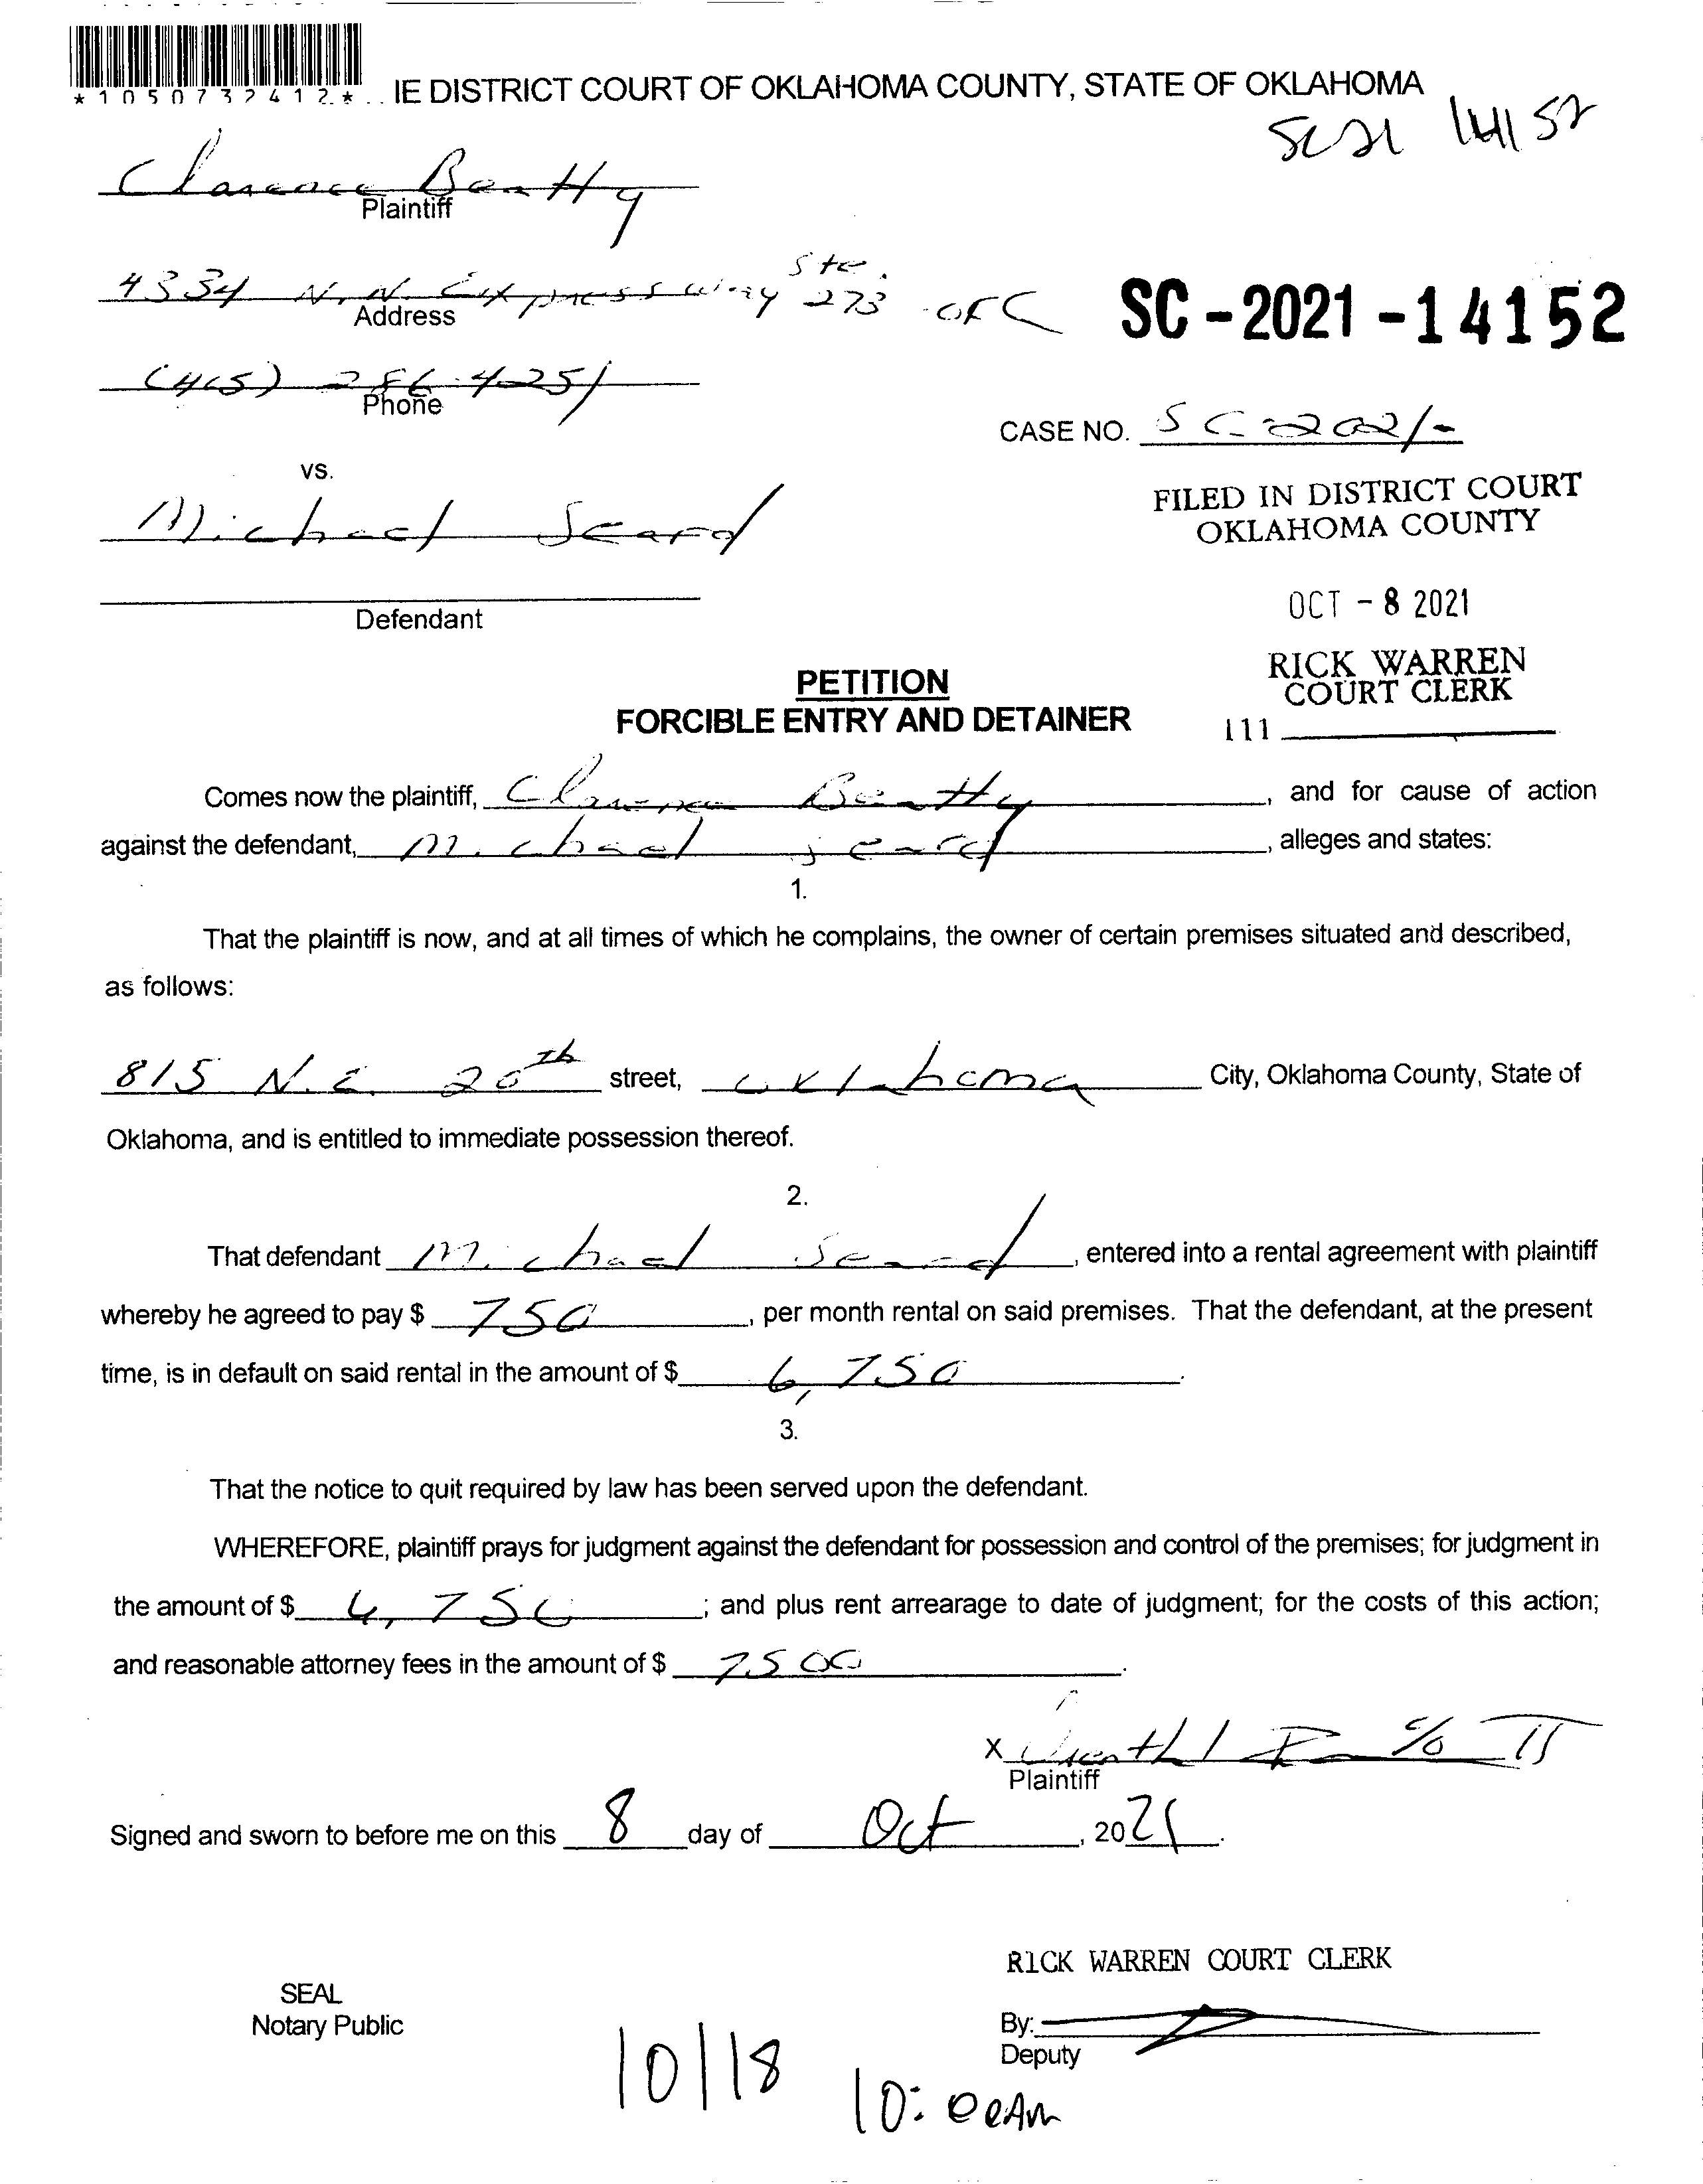 *1050732412*
IE DISTRICT COURT OF OKLAHOMA COUNTY, STATE OF OKLAHOMA
SC21 14152
Clarence Beatty
Plaintiff
4334 N.W. Expressway Ste. 273 OKC
Address
SC-2021-14152
(405) 286-4251
Phone
CASE NO. SC-2021-
vs.
Michael Seard
Defendant
FILED IN DISTRICT COURT
OKLAHOMA COUNTY
OCT - 8 2021
RICK WARREN
COURT CLERK
111
PETITION
FORCIBLE ENTRY AND DETAINER
Comes now the plaintiff, Clarence Beatty, and for cause of action
against the defendant, Michael Seard, alleges and states:
1.
That the plaintiff is now, and at all times of which he complains, the owner of certain premises situated and described,
as follows:
815 N.E. 20th street, Oklahoma City, Oklahoma County, State of
Oklahoma, and is entitled to immediate possession thereof.
2.
That defendant Michael Seard, entered into a rental agreement with plaintiff
whereby he agreed to pay $ 750, per month rental on said premises. That the defendant, at the present
time, is in default on said rental in the amount of $ 6,750.
3.
That the notice to quit required by law has been served upon the defendant.
WHEREFORE, plaintiff prays for judgment against the defendant for possession and control of the premises; for judgment in
the amount of $ 6,750; and plus rent arrearage to date of judgment; for the costs of this action;
and reasonable attorney fees in the amount of $ 7500.
X
Plaintiff
Signed and sworn to before me on this 8 day of Oct, 2021.
RICK WARREN COURT CLERK
SEAL
Notary Public
By:
Deputy
10/18
10:00AM